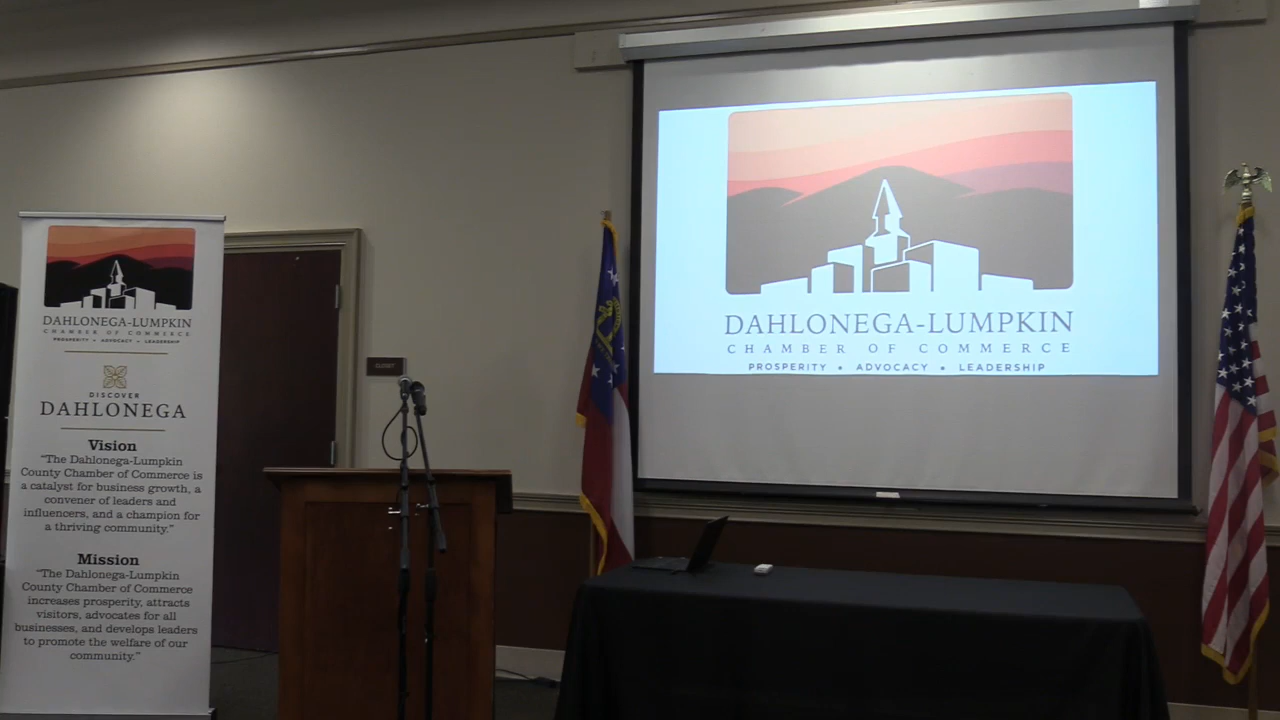 DAHLONEGA-LUMPKIN
CHAMBER OF COMMERCE
PROSPERITY • ADVOCACY • LEADERSHIP
DISCOVER
DAHLONEGA
Vision
"The Dahlonega-Lumpkin
County Chamber of Commerce is
a catalyst for business growth, a
convener of leaders and
influencers, and a champion for
a thriving community."
Mission
"The Dahlonega-Lumpkin
County Chamber of Commerce
increases prosperity, attracts
visitors, advocates for all
businesses, and develops leaders
to promote the welfare of our
community."
CLOSET
DAHLONEGA-LUMPKIN
CHAMBER OF COMMERCE
PROSPERITY • ADVOCACY • LEADERSHIP